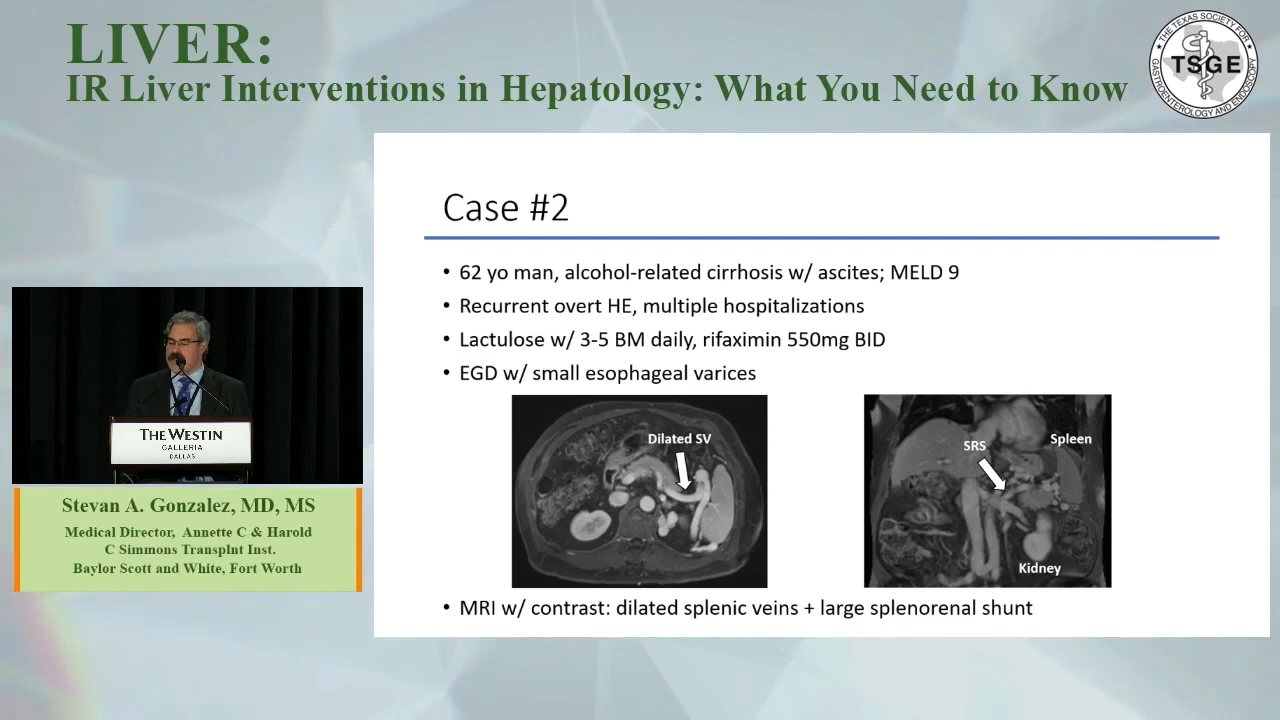 LIVER:
IR Liver Interventions in Hepatology: What You Need to Know
THE TEXAS SOCIETY FOR
TSGE
GASTROENTEROLOGY AND ENDOSCOPY
Case #2
• 62 yo man, alcohol-related cirrhosis w/ ascites; MELD 9
• Recurrent overt HE, multiple hospitalizations
• Lactulose w/ 3-5 BM daily, rifaximin 550mg BID
• EGD w/ small esophageal varices
Dilated SV
SRS
Spleen
Kidney
• MRI w/ contrast: dilated splenic veins + large splenorenal shunt
THE WESTIN
GALLERIA
DALLAS
Stevan A. Gonzalez, MD, MS
Medical Director, Annette C & Harold
C Simmons Transplnt Inst.
Baylor Scott and White, Fort Worth